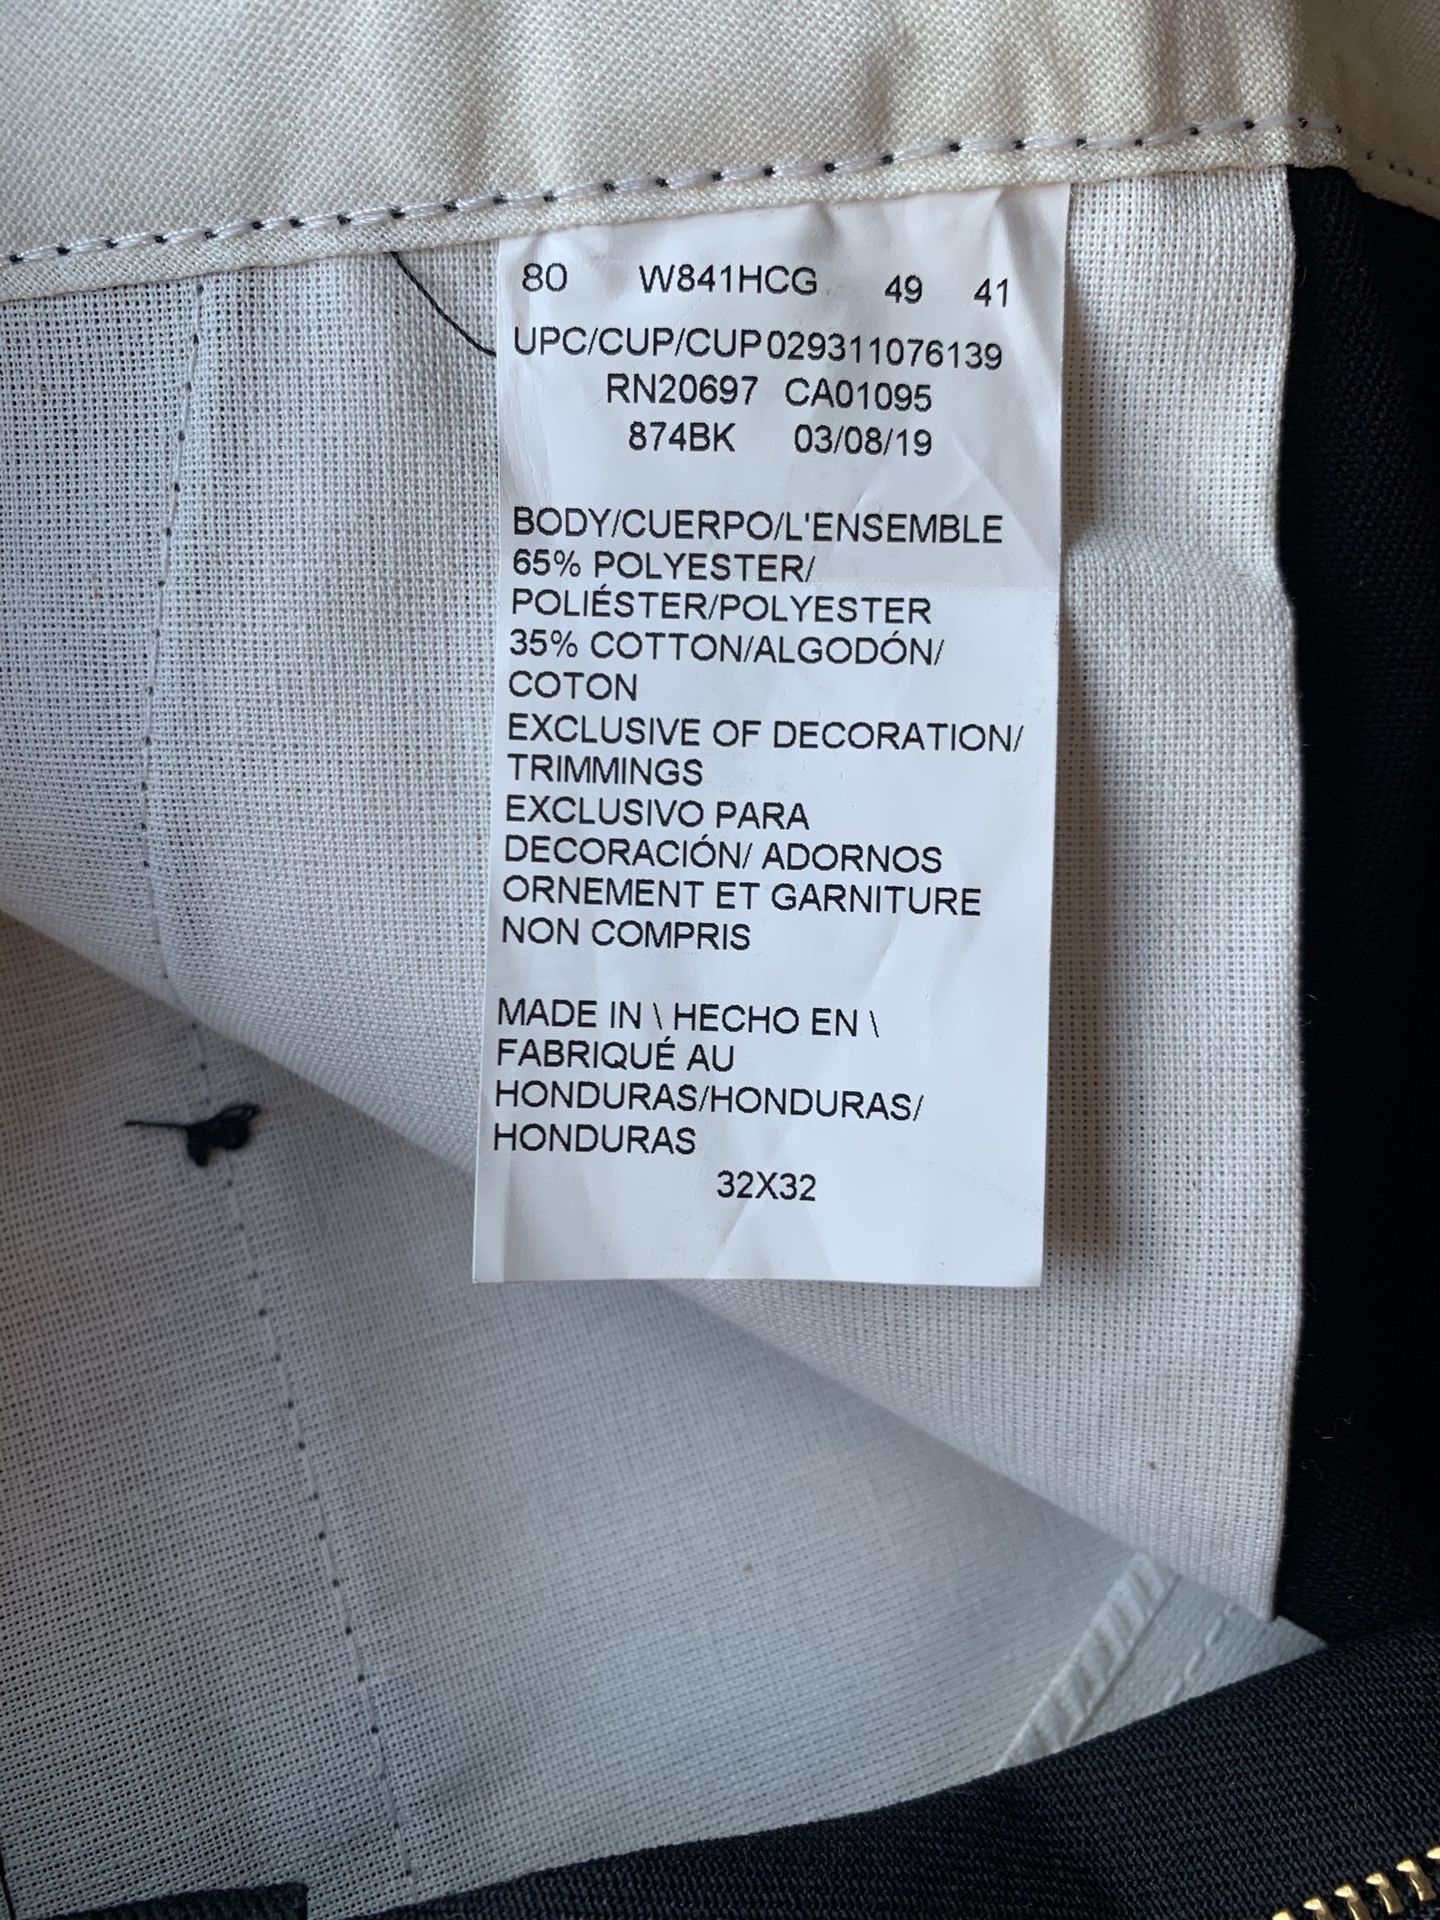 80 W841HCG 49 41
UPC/CUP/CUP 029311076139
RN20697 CA01095
874BK 03/08/19
BODY/CUERPO/L'ENSEMBLE
65% POLYESTER/
POLIÉSTER/POLYESTER
35% COTTON/ALGODÓN/
COTON
EXCLUSIVE OF DECORATION/
TRIMMINGS
EXCLUSIVO PARA
DECORACIÓN/ ADORNOS
ORNEMENT ET GARNITURE
NON COMPRIS
MADE IN \ HECHO EN \
FABRIQUÉ AU
HONDURAS/HONDURAS/
HONDURAS
32X32